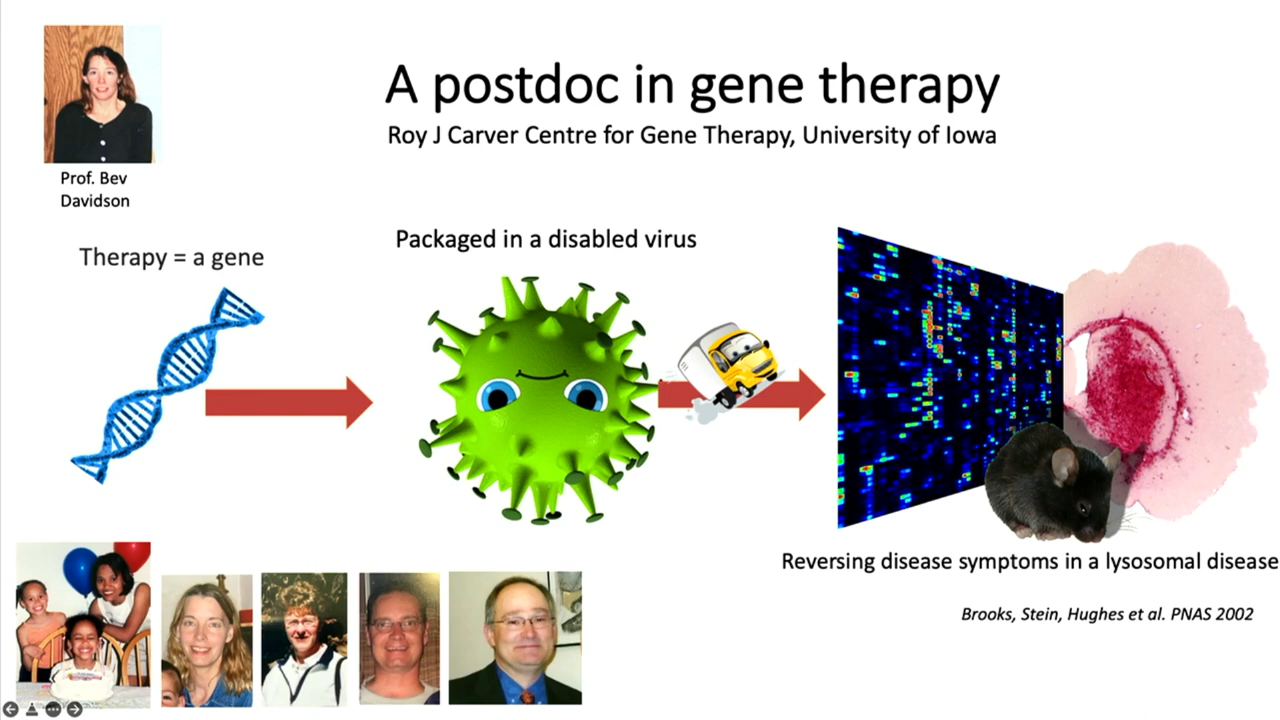 A postdoc in gene therapy
Roy J Carver Centre for Gene Therapy, University of Iowa
Prof. Bev
Davidson
Therapy = a gene
Packaged in a disabled virus
Reversing disease symptoms in a lysosomal disease
Brooks, Stein, Hughes et al. PNAS 2002